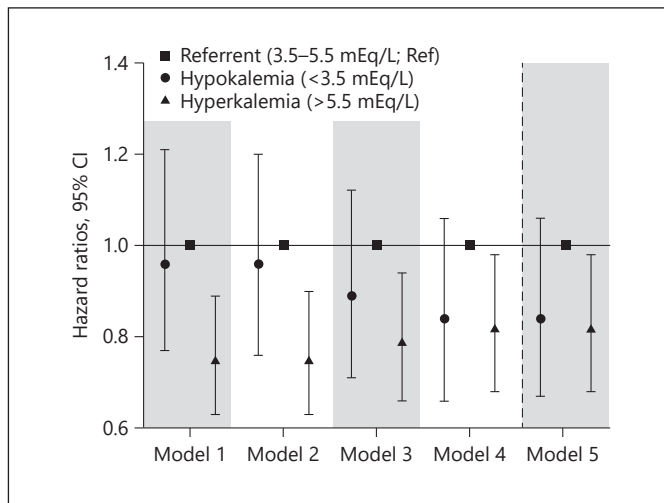 1.4
1.2
1.0
0.8
0.6
Hazard ratios, 95% CI
Referrent (3.5–5.5 mEq/L; Ref)
Hypokalemia (<3.5 mEq/L)
Hyperkalemia (>5.5 mEq/L)
Model 1 Model 2 Model 3 Model 4 Model 5